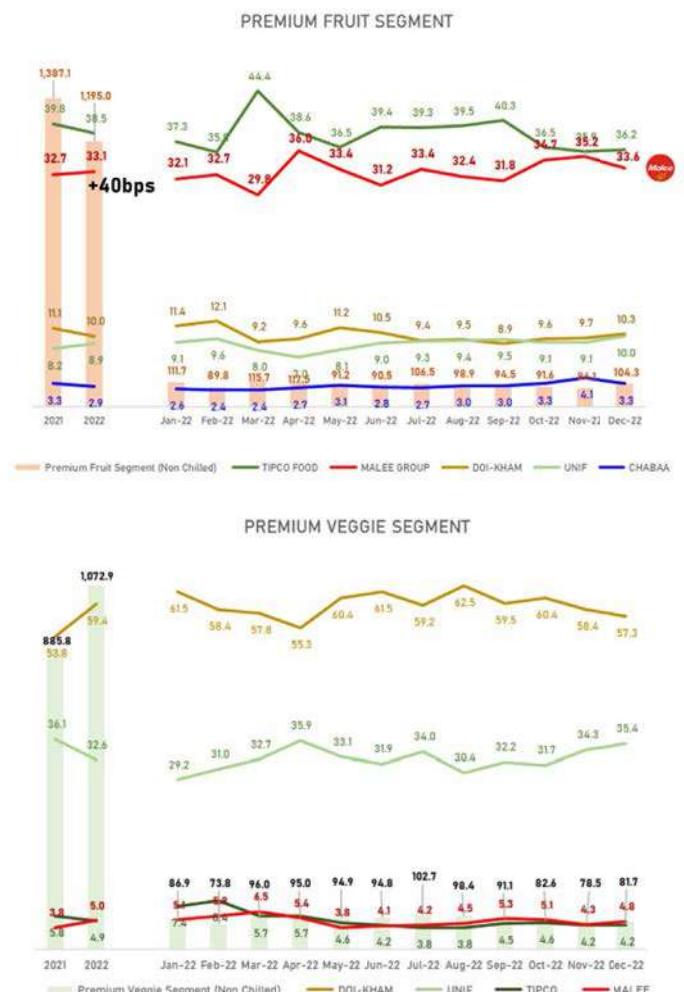 PREMIUM FRUIT SEGMENT
1,387.1
1,195.0
39.8
38.5
32.7
33.1
+40bps
11.1
10.0
8.2
8.9
3.3
2.9
37.3 44.4 38.6 36.5 39.4 39.3 39.5 40.3 36.5 36.2
32.1 32.7 29.8 36.0 33.4 31.2 33.4 32.4 31.8 34.7 35.2 33.6
Malee
11.4 12.1 9.2 9.6 11.2 10.5 9.4 9.5 8.9 9.6 9.7 10.3
9.1 9.6 8.0 8.1 9.0 9.3 9.4 9.5 9.1 9.1 10.0
111.7 89.8 115.7 91.2 90.5 106.5 98.9 94.5 91.6 104.3
2.6 2.4 2.4 2.7 3.1 2.8 2.7 3.0 3.0 3.3 4.1 3.3
2021 2022 Jan-22 Feb-22 Mar-22 Apr-22 May-22 Jun-22 Jul-22 Aug-22 Sep-22 Oct-22 Nov-22 Dec-22
Premium Fruit Segment (Non Chilled) TIPCO FOOD MALEE GROUP DOI-KHAM UNIF CHABAA
PREMIUM VEGGIE SEGMENT
1,072.9
885.8
59.4
53.8
36.1
32.6
3.8
5.0
5.8
4.9
61.5 58.4 57.8 55.3 60.4 61.5 59.2 62.5 59.5 60.4 58.4 57.3
29.2 31.0 32.7 35.9 33.1 31.9 34.0 30.4 32.2 31.7 34.3 35.4
86.9 73.8 96.0 95.0 94.9 94.8 102.7 98.4 91.1 82.6 78.5 81.7
6.5 5.4 3.8 4.1 4.2 4.5 5.3 5.1 4.3 4.8
7.4 5.7 5.7 4.6 4.2 3.8 3.8 4.5 4.6 4.2 4.2
2021 2022 Jan-22 Feb-22 Mar-22 Apr-22 May-22 Jun-22 Jul-22 Aug-22 Sep-22 Oct-22 Nov-22 Dec-22
Premium Veggie Segment (Non Chilled) DOI-KHAM UNIF TIPCO MALEE